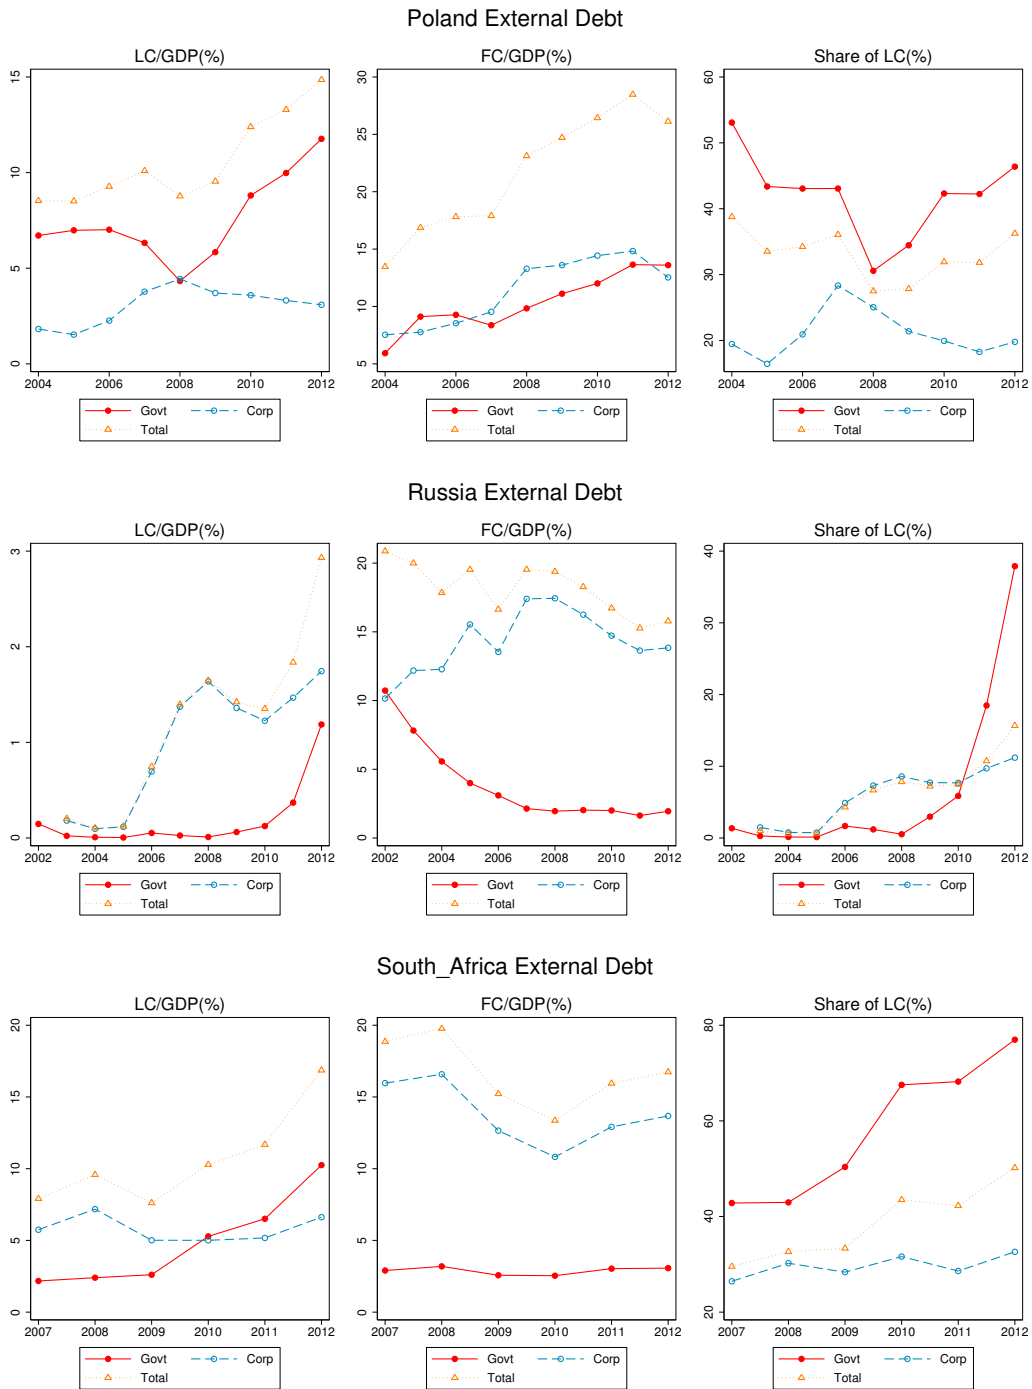 Poland External Debt
LC/GDP(%)
FC/GDP(%)
Share of LC(%)
15
10
5
0
30
25
20
15
10
5
60
50
40
30
20
2004 2006 2008 2010 2012
2004 2006 2008 2010 2012
2004 2006 2008 2010 2012
Govt Corp
Total
Govt Corp
Total
Govt Corp
Total
Russia External Debt
LC/GDP(%)
FC/GDP(%)
Share of LC(%)
3
2
1
0
20
15
10
5
0
40
30
20
10
0
2002 2004 2006 2008 2010 2012
2002 2004 2006 2008 2010 2012
2002 2004 2006 2008 2010 2012
Govt Corp
Total
Govt Corp
Total
Govt Corp
Total
South_Africa External Debt
LC/GDP(%)
FC/GDP(%)
Share of LC(%)
20
15
10
5
0
20
15
10
5
0
80
60
40
20
2007 2008 2009 2010 2011 2012
2007 2008 2009 2010 2011 2012
2007 2008 2009 2010 2011 2012
Govt Corp
Total
Govt Corp
Total
Govt Corp
Total